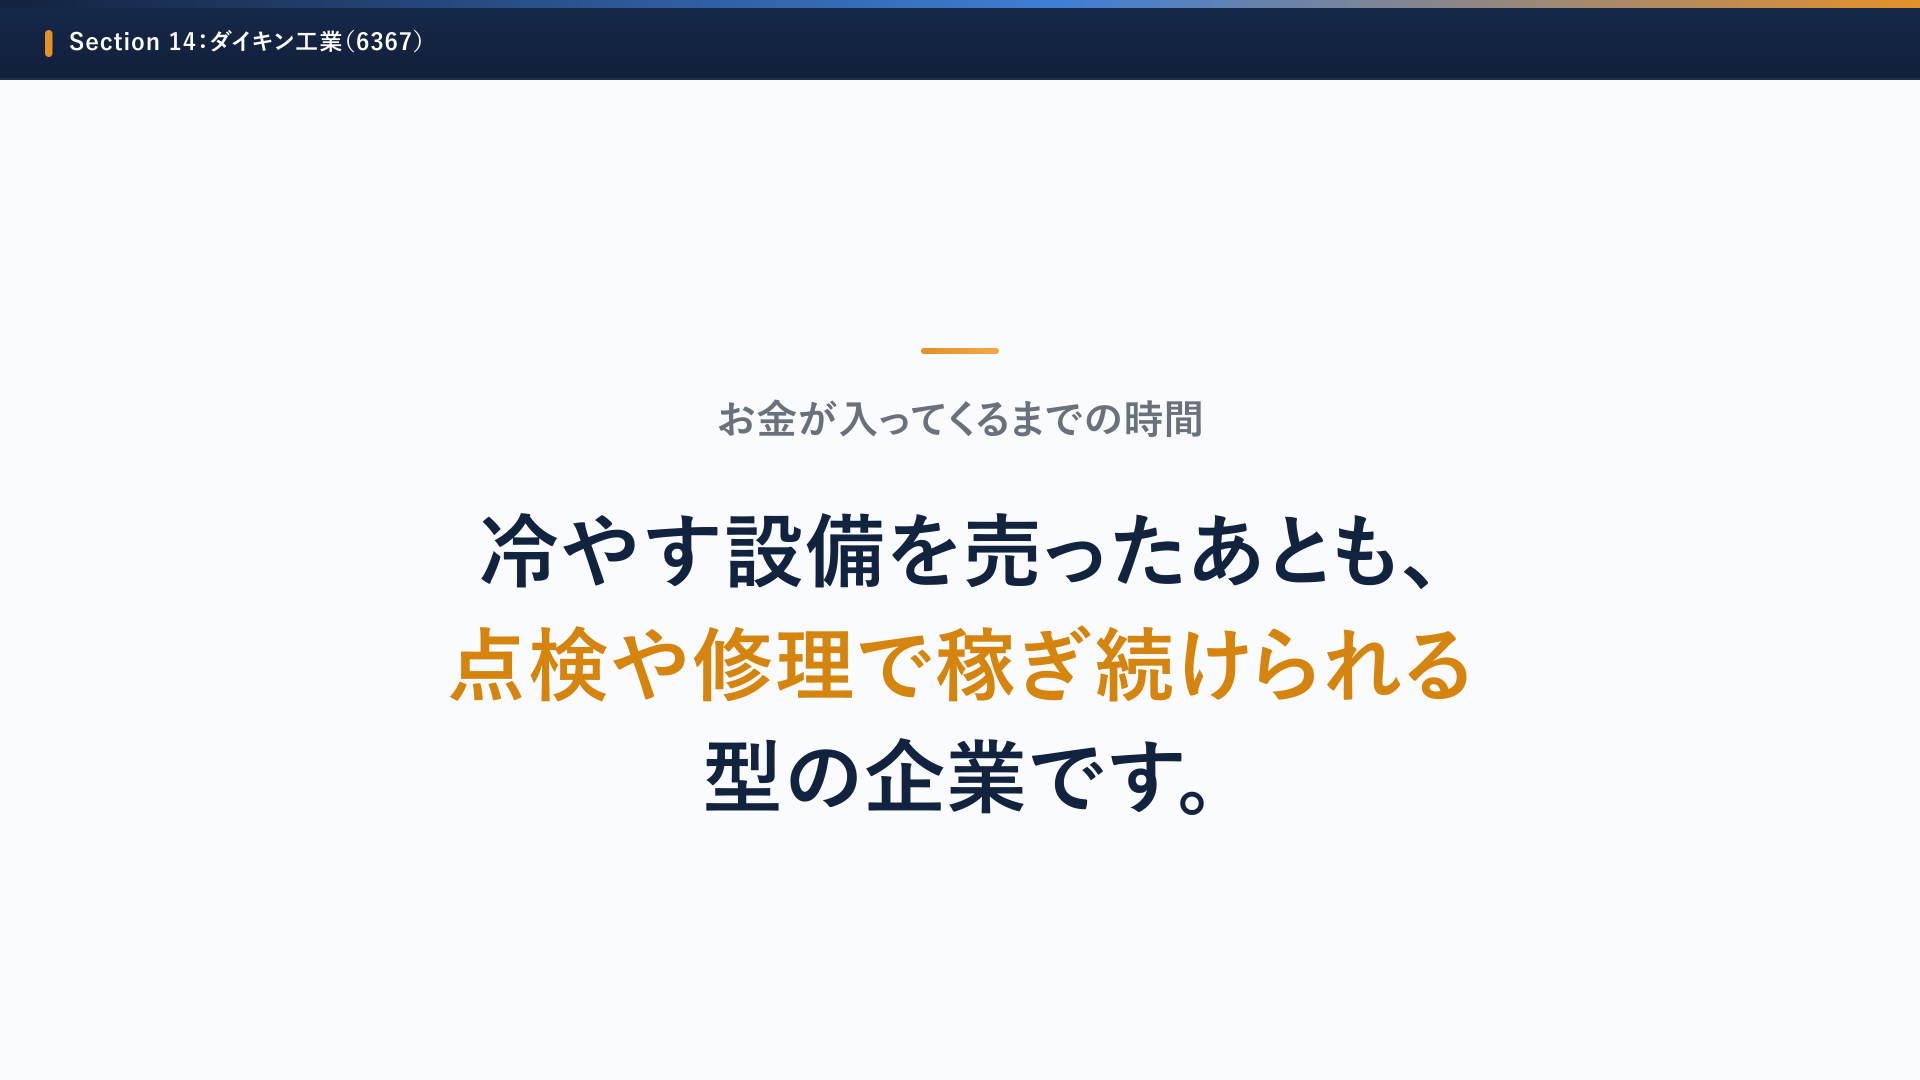 Section 14：ダイキン工業（6367）
お金が入ってくるまでの時間
冷やす設備を売ったあとも、
点検や修理で稼ぎ続けられる
型の企業です。